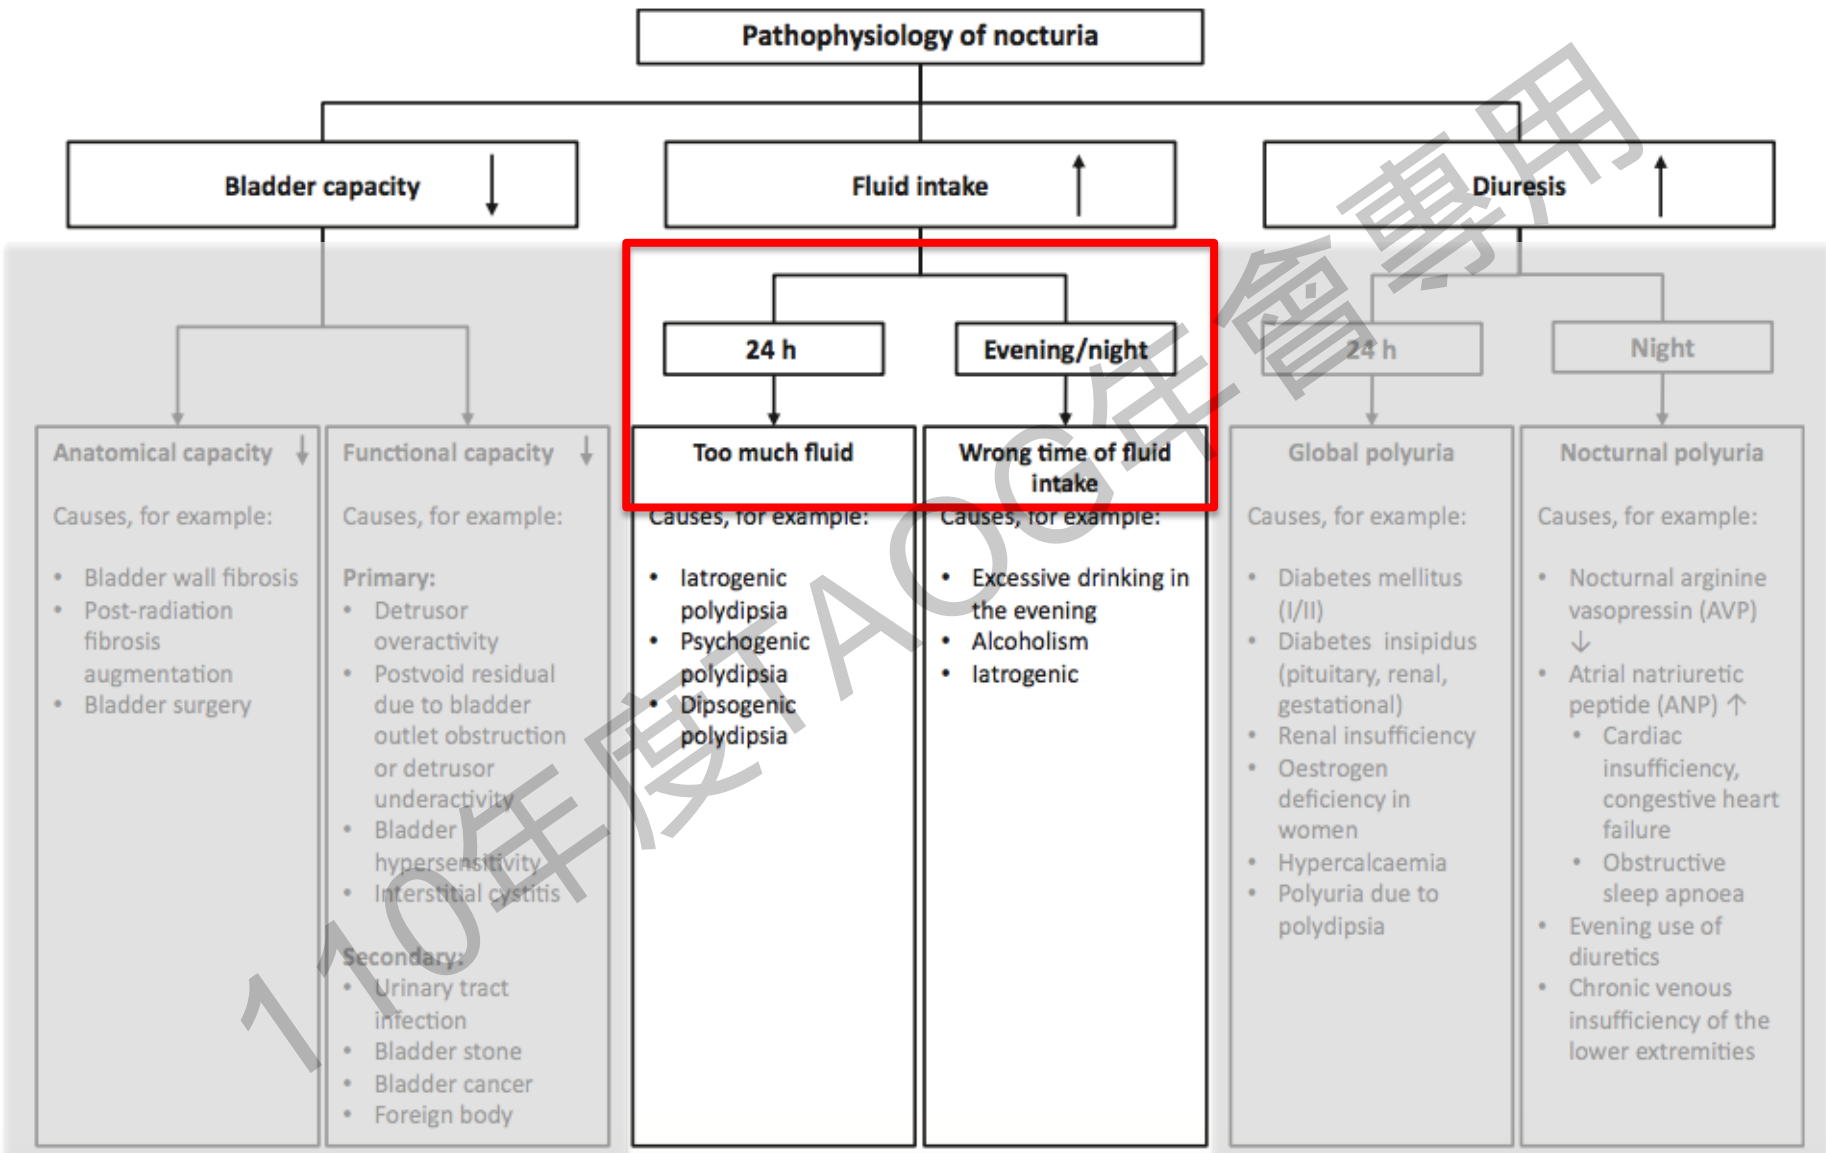 Pathophysiology of nocturia
Bladder capacity ↓
Fluid intake ↑
Diuresis ↑
24 h
Evening/night
24 h
Night
Anatomical capacity ↓
Causes, for example:
• Bladder wall fibrosis
• Post-radiation
fibrosis
augmentation
• Bladder surgery
Functional capacity ↓
Causes, for example:
Primary:
• Detrusor
overactivity
• Postvoid residual
due to bladder
outlet obstruction
or detrusor
underactivity
• Bladder
hypersensitivity
• Interstitial cystitis
Secondary:
• Urinary tract
infection
• Bladder stone
• Bladder cancer
• Foreign body
Too much fluid
Causes, for example:
• Iatrogenic
polydipsia
• Psychogenic
polydipsia
• Dipsogenic
polydipsia
Wrong time of fluid
intake
Causes, for example:
• Excessive drinking in
the evening
• Alcoholism
• Iatrogenic
Global polyuria
Causes, for example:
• Diabetes mellitus
(I/II)
• Diabetes insipidus
(pituitary, renal,
gestational)
• Renal insufficiency
• Oestrogen
deficiency in
women
• Hypercalcaemia
• Polyuria due to
polydipsia
Nocturnal polyuria
Causes, for example:
• Nocturnal arginine
vasopressin (AVP)
↓
• Atrial natriuretic
peptide (ANP) ↑
• Cardiac
insufficiency,
congestive heart
failure
• Obstructive
sleep apnoea
• Evening use of
diuretics
• Chronic venous
insufficiency of the
lower extremities
110年度TAOG年會專用